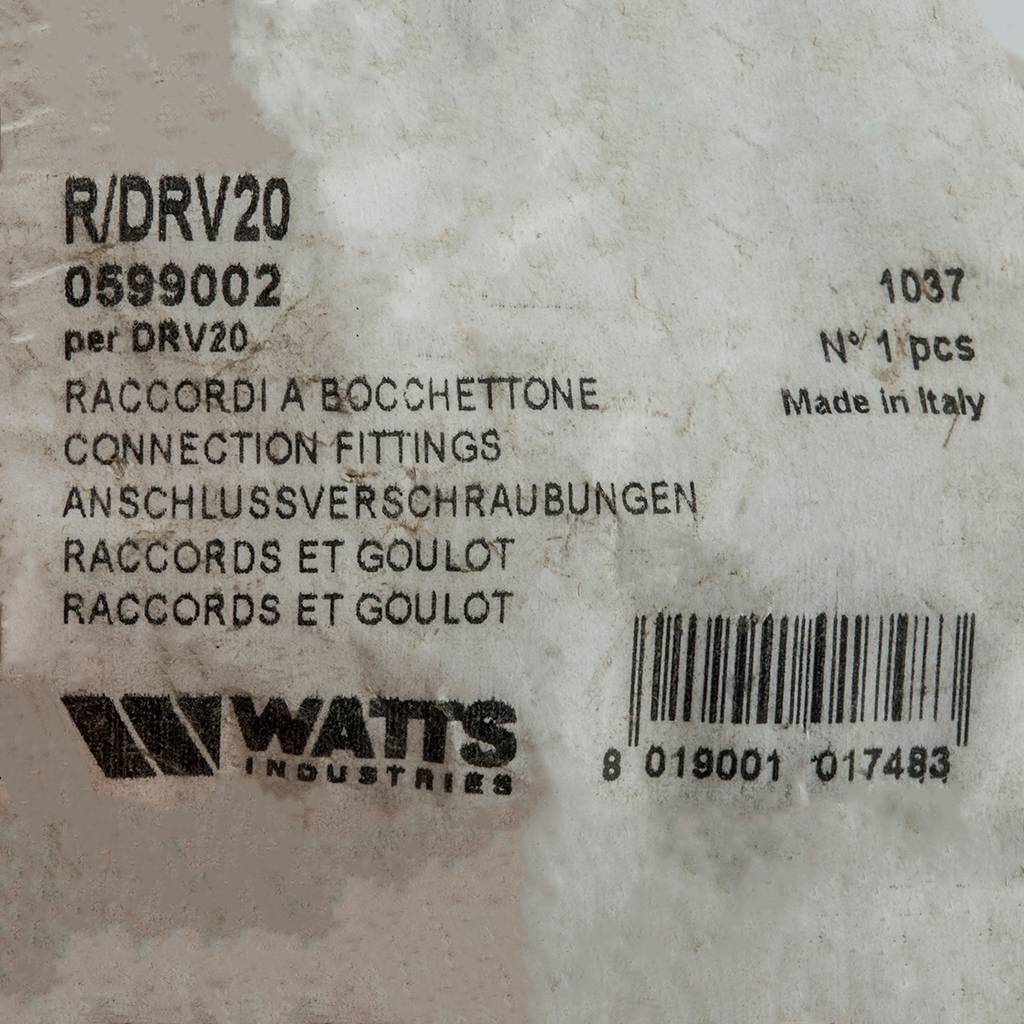 R/DRV20
0599002
per DRV20
RACCORDI A BOCCHETTONE
CONNECTION FITTINGS
ANSCHLUSSVERSCHRAUBUNGEN
RACCORDS ET GOULOT
RACCORDS ET GOULOT
1037
N° 1 pcs
Made in Italy
WATTS
INDUSTRIES
8 019001 017483